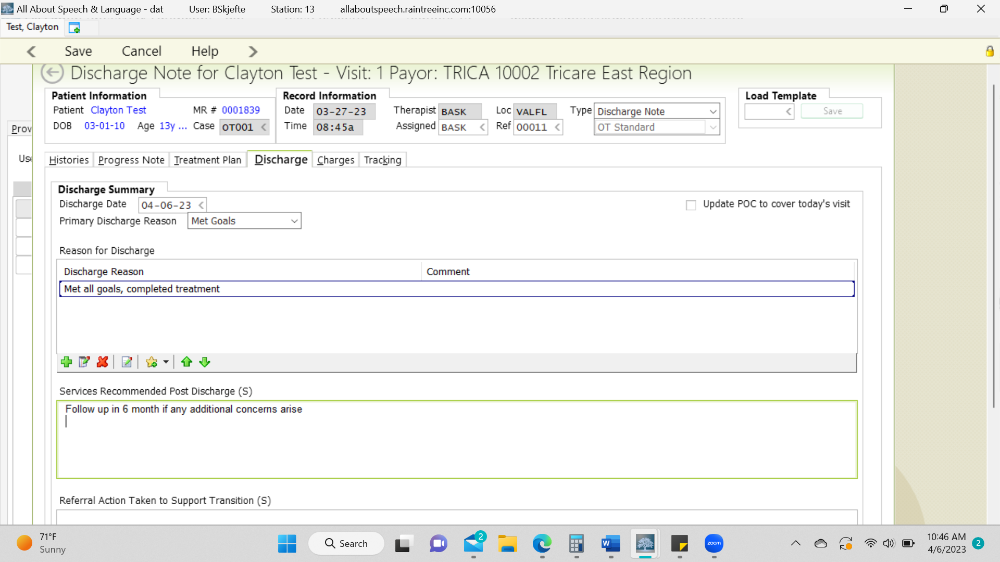 All About Speech & Language - dat User: BSkjefte Station: 13 allaboutspeech.raintreeinc.com:10056
Test, Clayton
Save Cancel Help
Discharge Note for Clayton Test - Visit: 1 Payor: TRICA 10002 Tricare East Region
Patient Information Record Information Load Template
Patient Clayton Test MR # 0001839 Date 03-27-23 Therapist BASK Loc VALFL Type Discharge Note Save
DOB 03-01-10 Age 13y ... Case OT001 Time 08:45a Assigned BASK Ref 00011 OT Standard
Prov
Use
Histories Progress Note Treatment Plan Discharge Charges Tracking
Discharge Summary
Discharge Date 04-06-23 Update POC to cover today's visit
Primary Discharge Reason Met Goals
Reason for Discharge
Discharge Reason Comment
Met all goals, completed treatment
Services Recommended Post Discharge (S)
Follow up in 6 month if any additional concerns arise
Referral Action Taken to Support Transition (S)
71°F
Sunny
Search
2
W
zoom
10:46 AM
4/6/2023
2